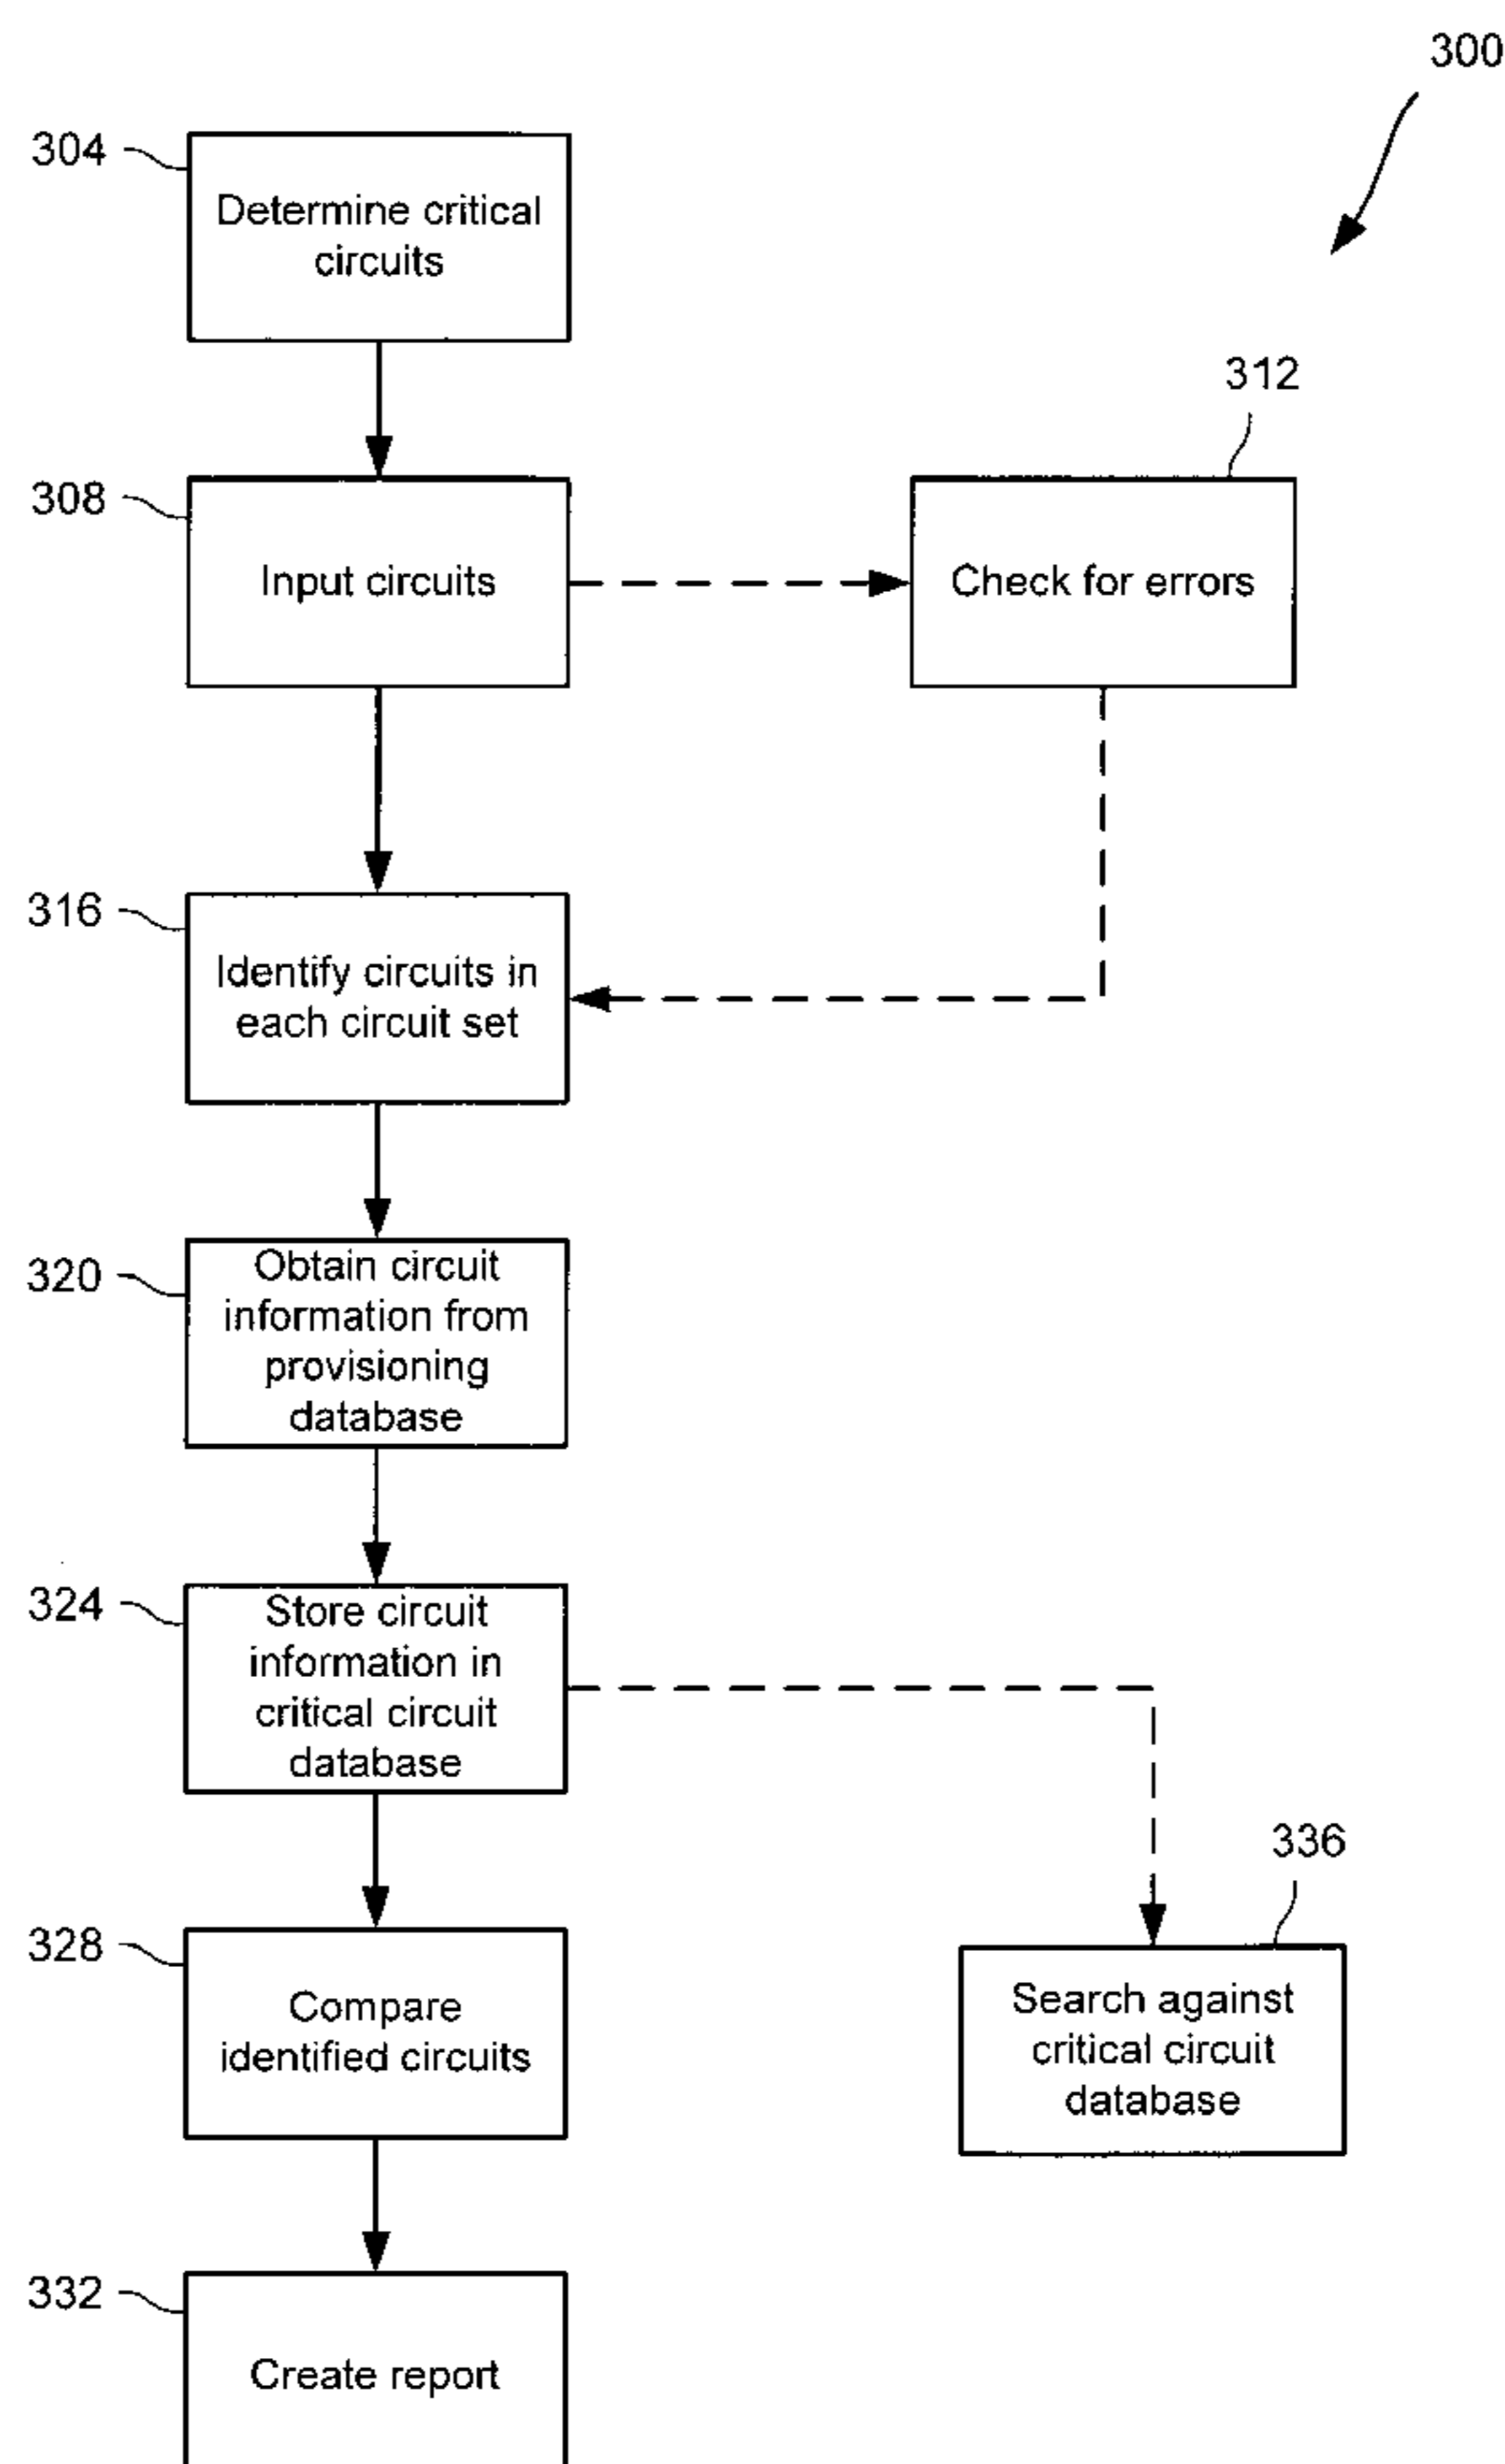 300
304
Determine critical
circuits
312
308
Input circuits
Check for errors
316
Identify circuits in
each circuit set
320
Obtain circuit
information from
provisioning
database
324
Store circuit
information in
critical circuit
database
336
328
Compare
identified circuits
Search against
critical circuit
database
332
Create report